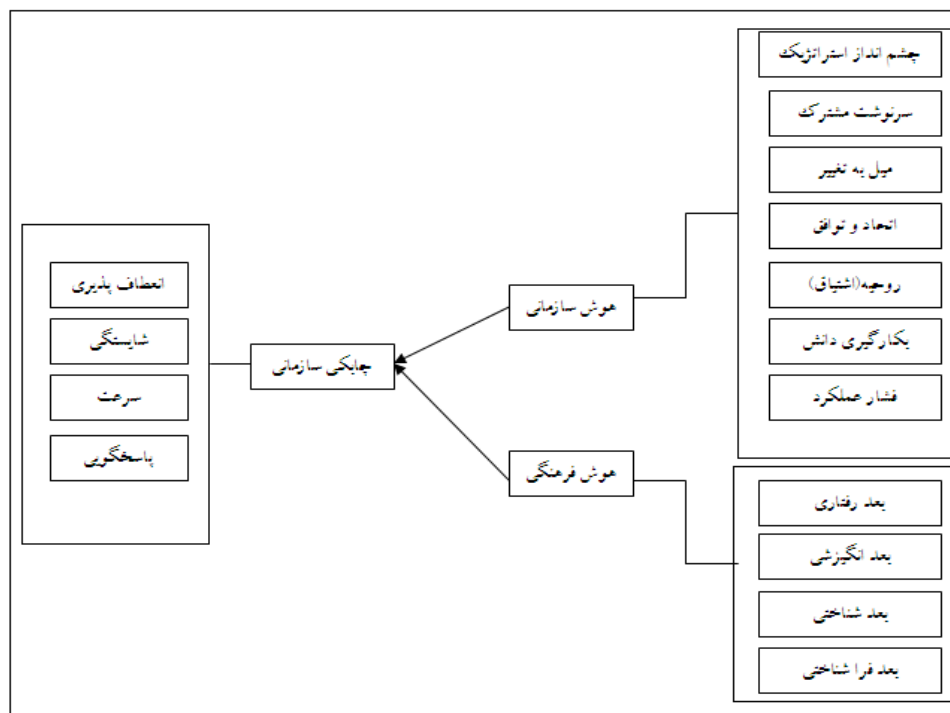 چشم انداز استراتژیک
سرنوشت مشترک
میل به تغییر
اتحاد و توافق
روحیه(اشتیاق)
بکارگیری دانش
فشار عملکرد
هوش سازمانی
هوش فرهنگی
بعد رفتاری
بعد انگیزشی
بعد شناختی
بعد فرا شناختی
چابکی سازمانی
انعطاف پذیری
شایستگی
سرعت
پاسخگویی